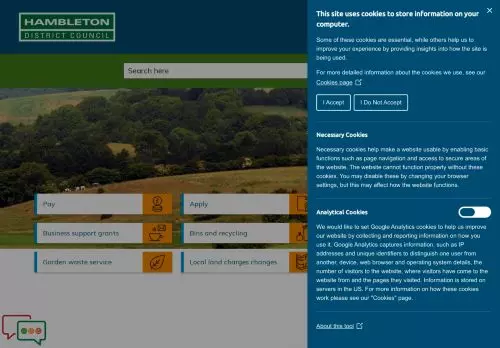 HAMBLETON
DISTRICT COUNCIL
Search here
Pay
Apply
Business support grants
Bins and recycling
Garden waste service
Local land charges changes
This site uses cookies to store information on your
computer.
Some of these cookies are essential, while others help us to
improve your experience by providing insights into how the site is
being used.
For more detailed information about the cookies we use, see our
Cookies page
I Accept
I Do Not Accept
Necessary Cookies
Necessary cookies help make a website usable by enabling basic
functions such as page navigation and access to secure areas of
the website. The website cannot function properly without these
cookies. You may disable these by changing your browser
settings, but this may affect how the website functions.
Analytical Cookies
We would like to set Google Analytics cookies to help us improve
our website by collecting and reporting information on how you
use it. Google Analytics captures information, such as IP
addresses and unique identifiers to distinguish one user from
another, device, web browser and operating system details, the
number of visitors to the website, where visitors have come to the
website from and the pages they visited. Information is stored on
servers in the US. For more information on how these cookies
work please see our "Cookies" page.
About this tool